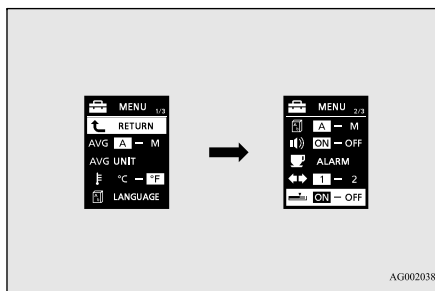 MENU 1/3
RETURN
AVG A – M
AVG UNIT
°C – °F
LANGUAGE
MENU 2/3
A – M
ON – OFF
ALARM
1 – 2
ON – OFF
AG002038